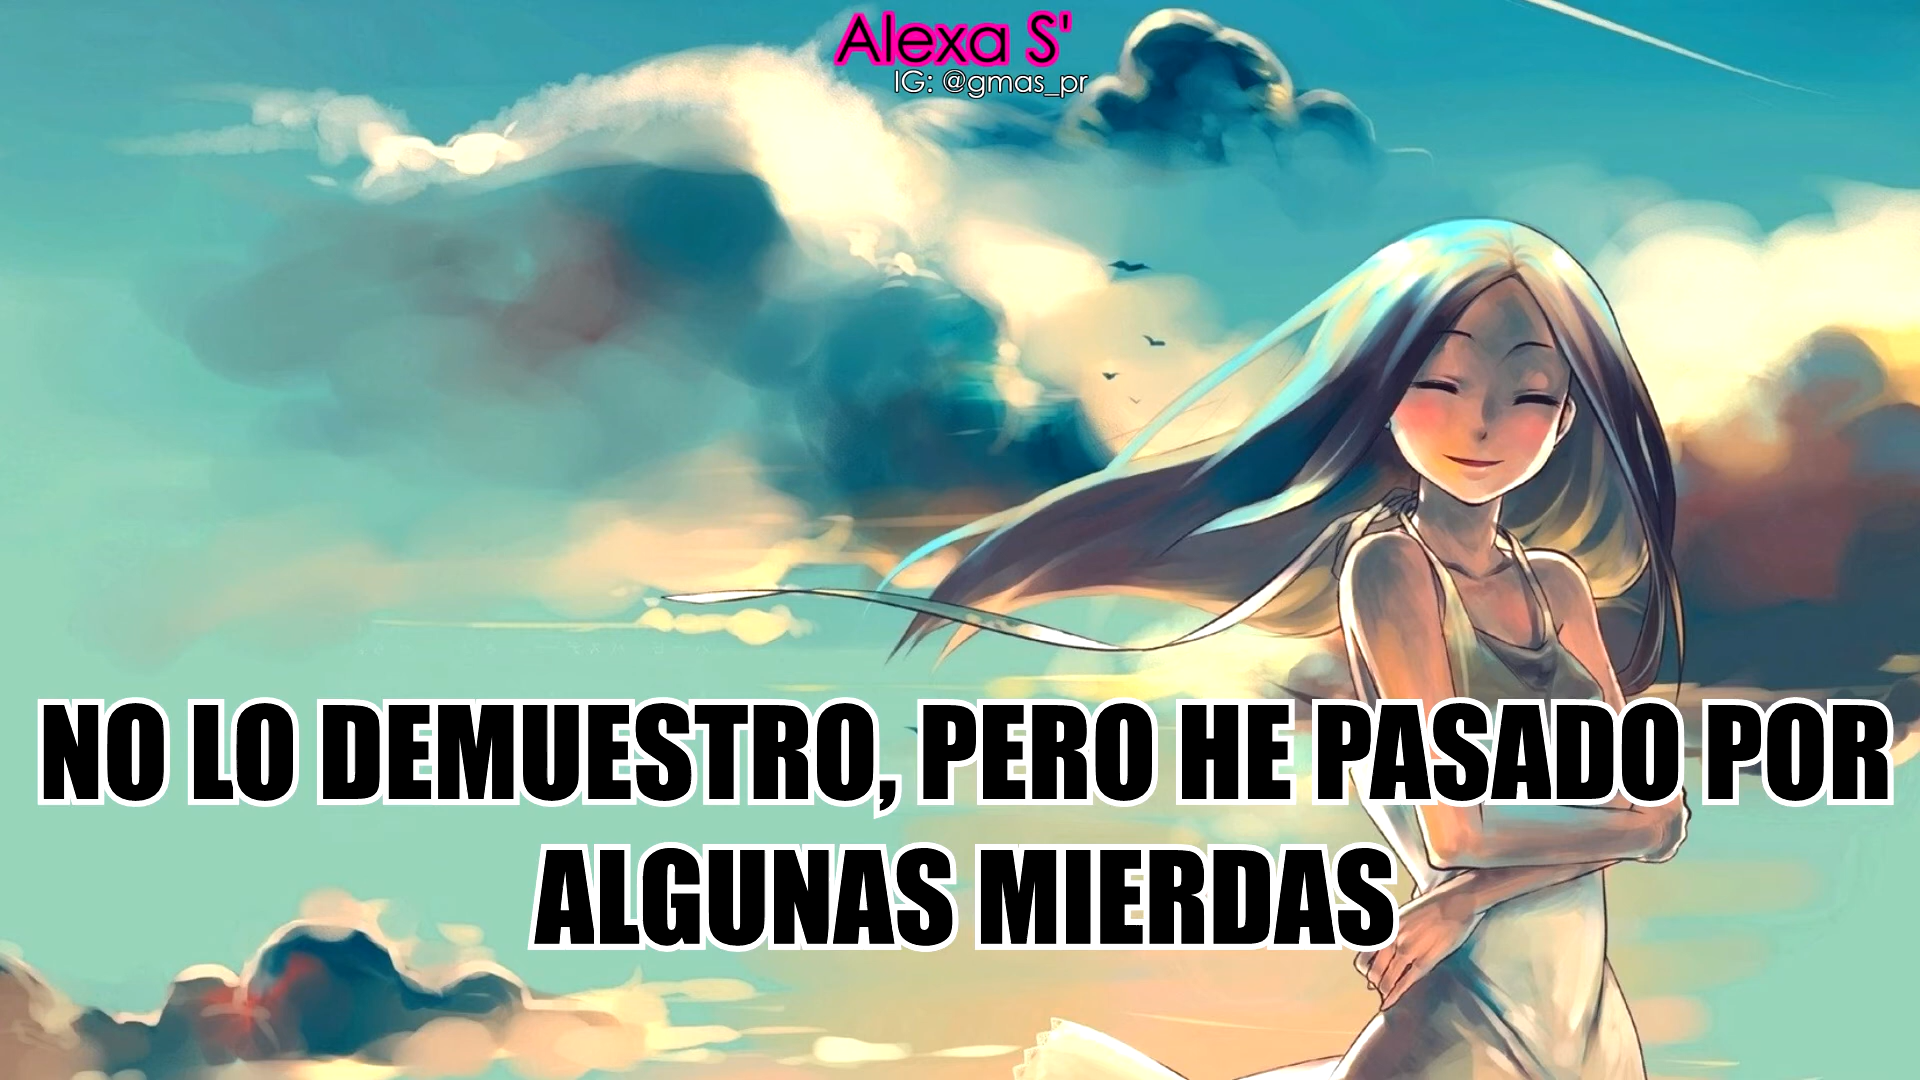 Alexa S'
IG: @gmas_pr
NO LO DEMUESTRO, PERO HE PASADO POR
ALGUNAS MIERDAS